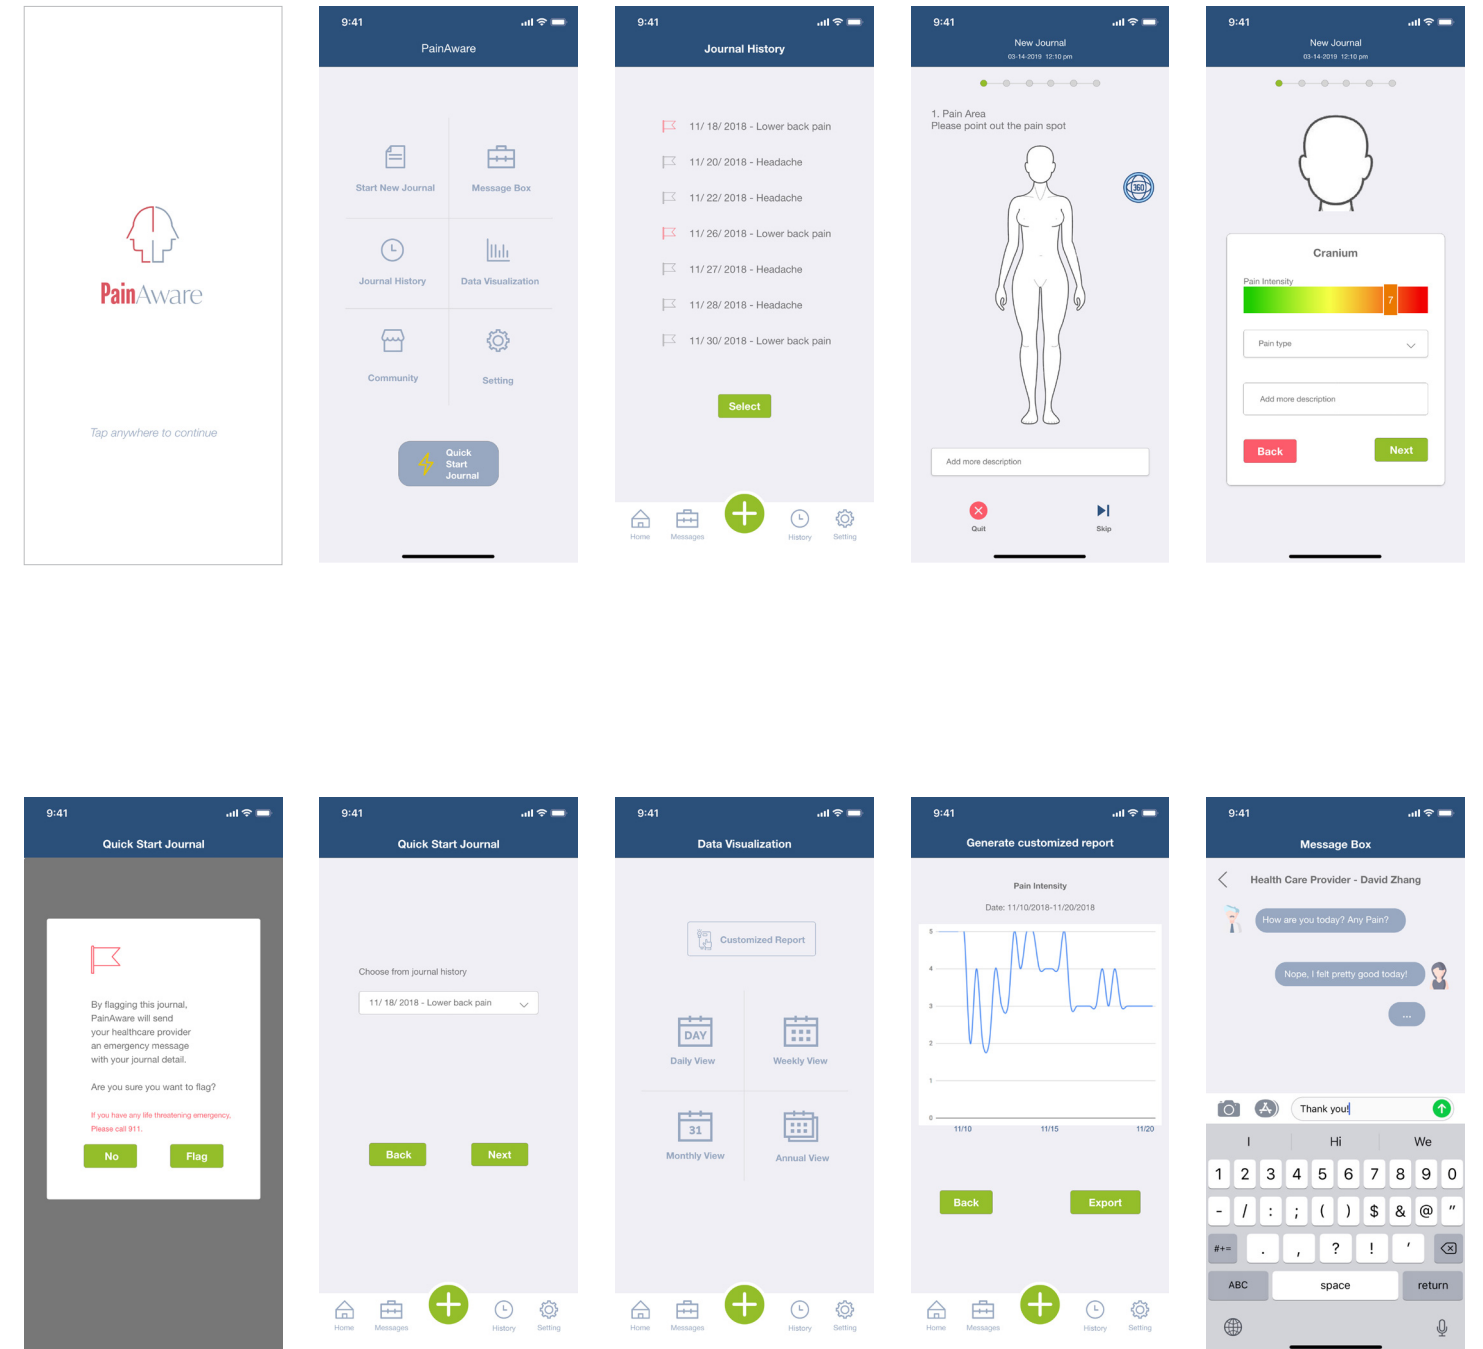 PainAware
Tap anywhere to continue
9:41
PainAware
Start New Journal
Message Box
Journal History
Data Visualization
Community
Setting
Quick
Start
Journal
9:41
Journal History
11/ 18/ 2018 - Lower back pain
11/ 20/ 2018 - Headache
11/ 22/ 2018 - Headache
11/ 26/ 2018 - Lower back pain
11/ 27/ 2018 - Headache
11/ 28/ 2018 - Headache
11/ 30/ 2018 - Lower back pain
Select
Home
Messages
History
Setting
9:41
New Journal
03-14-2019 12:10 pm
1. Pain Area
Please point out the pain spot
360
Add more description
Quit
Skip
9:41
New Journal
03-14-2019 12:10 pm
Cranium
Pain Intensity
7
Pain type
Add more description
Back
Next
9:41
Quick Start Journal
By flagging this journal,
PainAware will send
your healthcare provider
an emergency message
with your journal detail.
Are you sure you want to flag?
If you have any life threatening emergency,
Please call 911.
No
Flag
9:41
Quick Start Journal
Choose from journal history
11/ 18/ 2018 - Lower back pain
Back
Next
Home
Messages
History
Setting
9:41
Data Visualization
Customized Report
DAY
Daily View
Weekly View
31
Monthly View
Annual View
Home
Messages
History
Setting
9:41
Generate customized report
Pain Intensity
Date: 11/10/2018-11/20/2018
5
4
3
2
1
0
11/10
11/15
11/20
Back
Export
Home
Messages
History
Setting
9:41
Message Box
Health Care Provider - David Zhang
How are you today? Any Pain?
Nope, I felt pretty good today!
...
Thank you!
I Hi We
1 2 3 4 5 6 7 8 9 0
- / : ; ( ) $ & @ "
#+= . , ? ! '
ABC space return